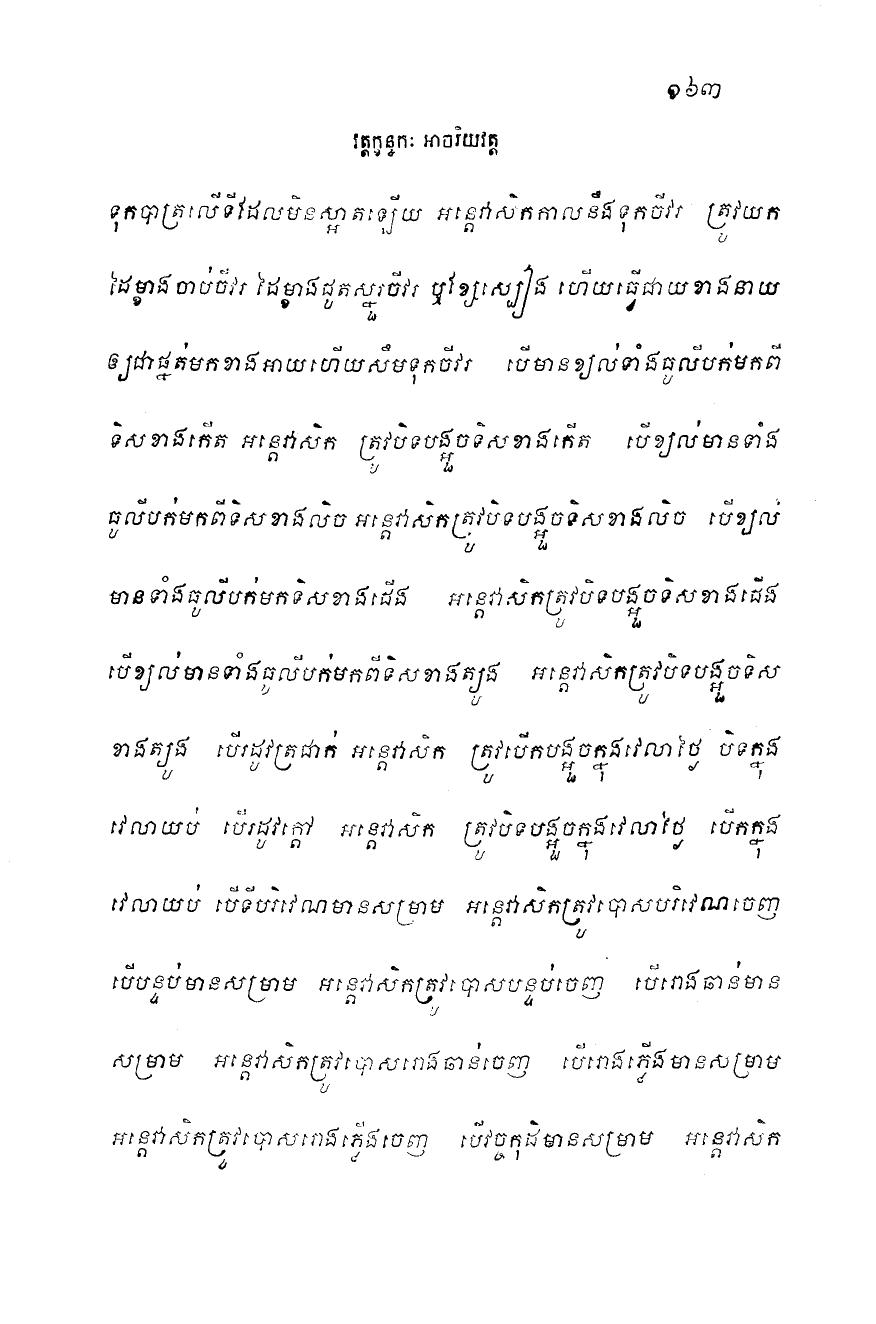 ១៦៣
វត្តក្ខន្ធកៈ អាចរិយវត្ត
ទុកបាត្រលើទីដែលមិនស្អាតឡើយ អន្តេវាសិកកាលនឹងទុកចីវរ ត្រូវយក
ដៃម្ខាងចាប់ចីវរ ដៃម្ខាងជូតស្នួរចីវរ ឬខ្សែស្បៀង ហើយធ្វើជាយខាងនាយ
ឲ្យជាផ្នត់មកខាងអាយហើយសឹមទុកចីវរ បើមានខ្យល់ទាំងធូលីបក់មកពី
ទិសខាងកើត អន្តេវាសិក ត្រូវបិទបង្អួចទិសខាងកើត បើខ្យល់មានទាំង
ធូលីបក់មកពីទិសខាងលិច អន្តេវាសិកត្រូវបិទបង្អួចទិសខាងលិច បើខ្យល់
មានទាំងធូលីបក់មកទិសខាងជើង អន្តេវាសិកត្រូវបិទបង្អួចទិសខាងជើង
បើខ្យល់មានទាំងធូលីបក់មកពីទិសខាងត្បូង អន្តេវាសិកត្រូវបិទបង្អួចទិស
ខាងត្បូង បើរដូវត្រជាក់ អន្តេវាសិក ត្រូវបើកបង្អួចក្នុងវេលាថ្ងៃ បិទក្នុង
វេលាយប់ បើរដូវក្តៅ អន្តេវាសិក ត្រូវបិទបង្អួចក្នុងវេលាថ្ងៃ បើកក្នុង
វេលាយប់ បើទីបរិវេណមានសម្រាម អន្តេវាសិកត្រូវបោសបរិវេណចេញ
បើបន្ទប់មានសម្រាម អន្តេវាសិកត្រូវបោសបន្ទប់ចេញ បើរោងធាន់មាន
សម្រាម អន្តេវាសិកត្រូវបោសរោងធាន់ចេញ បើរោងភ្លើងមានសម្រាម
អន្តេវាសិកត្រូវបោសរោងភ្លើងចេញ បើវច្ចកុដិមានសម្រាម អន្តេវាសិក